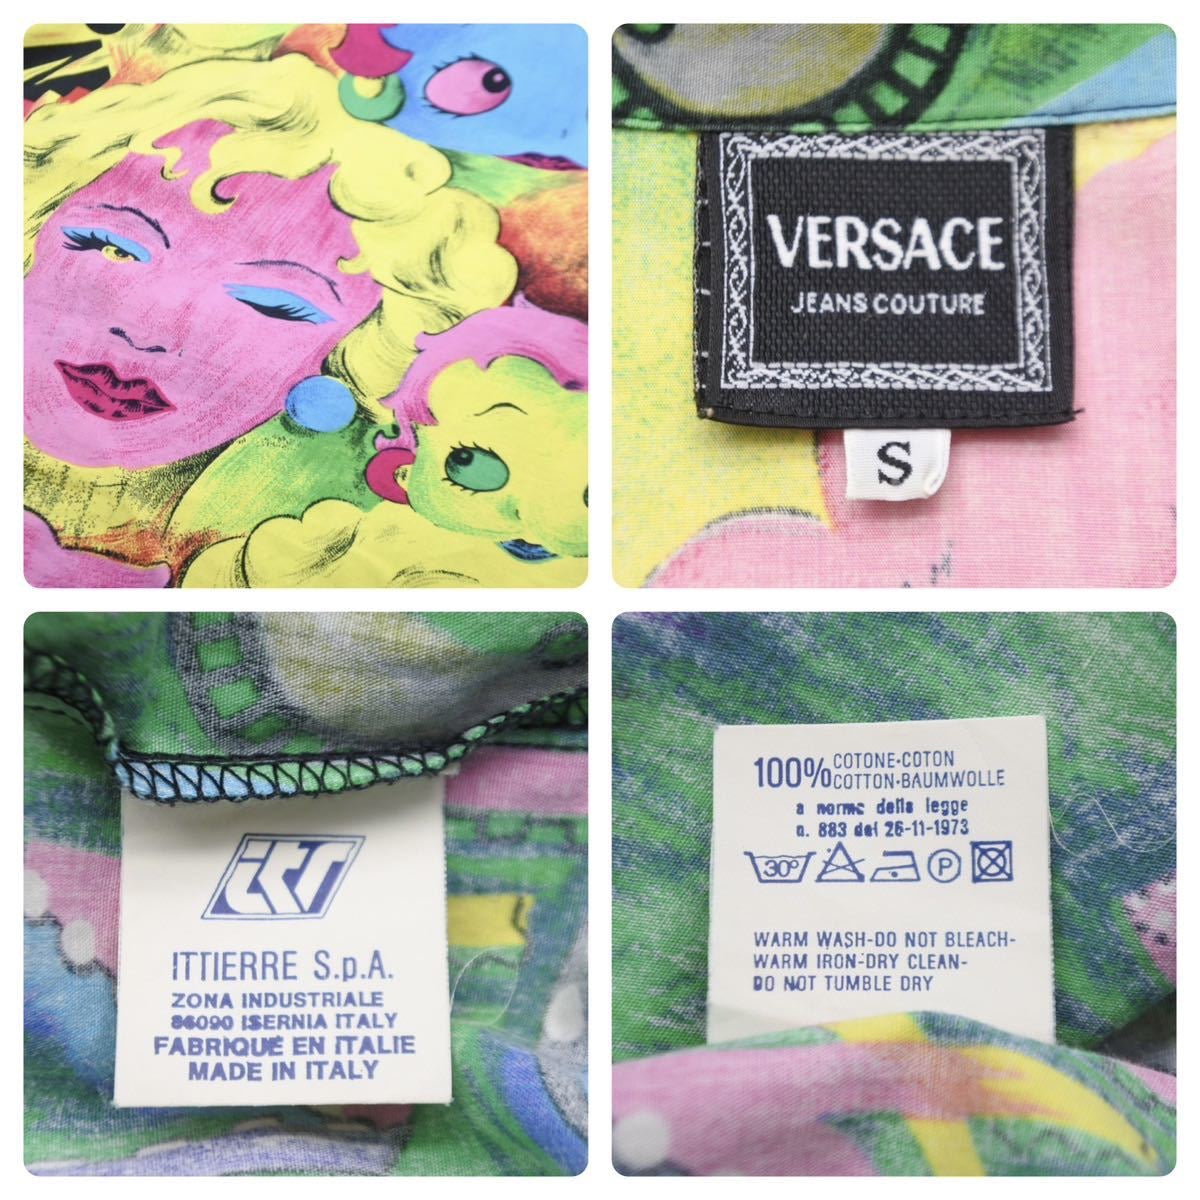 VERSACE
JEANS COUTURE
S
ITTIERRE S.p.A.
ZONA INDUSTRIALE
86090 ISERNIA ITALY
FABRIQUÉ EN ITALIE
MADE IN ITALY
100% COTONE·COTON
COTTON·BAUMWOLLE
a norma della legge
n. 883 del 26-11-1973
30°
A
P
WARM WASH-DO NOT BLEACH-
WARM IRON-DRY CLEAN-
DO NOT TUMBLE DRY